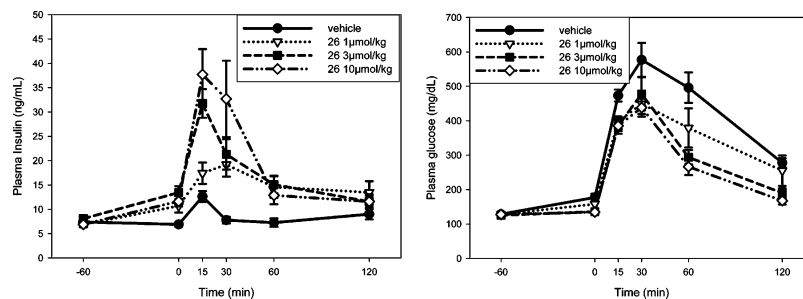 50
45
40
35
30
25
20
15
10
5
0
Plasma Insulin (ng/mL)
vehicle
26 1µmol/kg
26 3µmol/kg
26 10µmol/kg
-60
0
15
30
60
120
Time (min)
700
600
500
400
300
200
100
0
Plasma glucose (mg/dL)
vehicle
26 1µmol/kg
26 3µmol/kg
26 10µmol/kg
-60
0
15
30
60
120
Time (min)